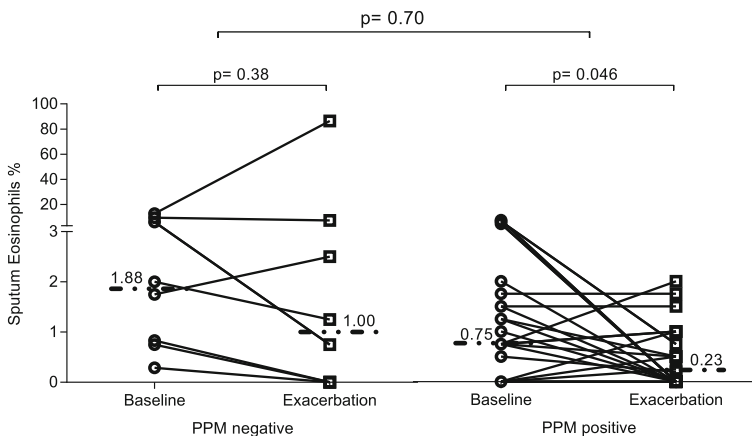 p= 0.70
p= 0.38
p= 0.046
Sputum Eosinophils %
100
80
60
40
20
3
2
1
0
1.88
1.00
0.75
0.23
Baseline
Exacerbation
Baseline
Exacerbation
PPM negative
PPM positive